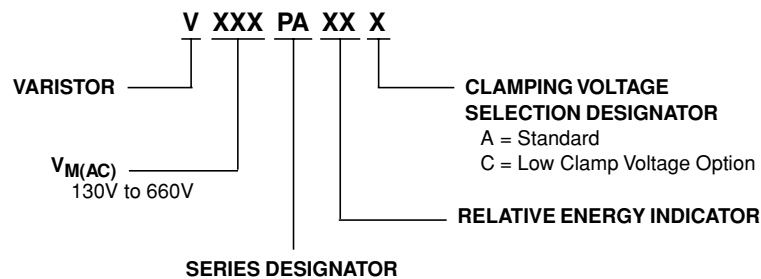 V XXX PA XX X
VARISTOR
CLAMPING VOLTAGE
SELECTION DESIGNATOR
A = Standard
C = Low Clamp Voltage Option
VM(AC)
130V to 660V
RELATIVE ENERGY INDICATOR
SERIES DESIGNATOR